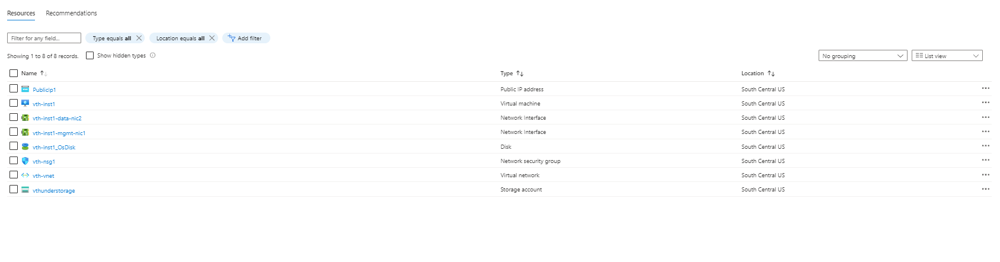 Resources Recommendations
Filter for any field... Type equals all Location equals all Add filter
Showing 1 to 8 of 8 records. Show hidden types No grouping List view
Name Type Location
PublicIp1 Public IP address South Central US
vth-inst1 Virtual machine South Central US
vth-inst1-data-nic2 Network Interface South Central US
vth-inst1-mgmt-nic1 Network Interface South Central US
vth-inst1_OsDisk Disk South Central US
vth-nsg1 Network security group South Central US
vth-vnet Virtual network South Central US
vthunderstorage Storage account South Central US